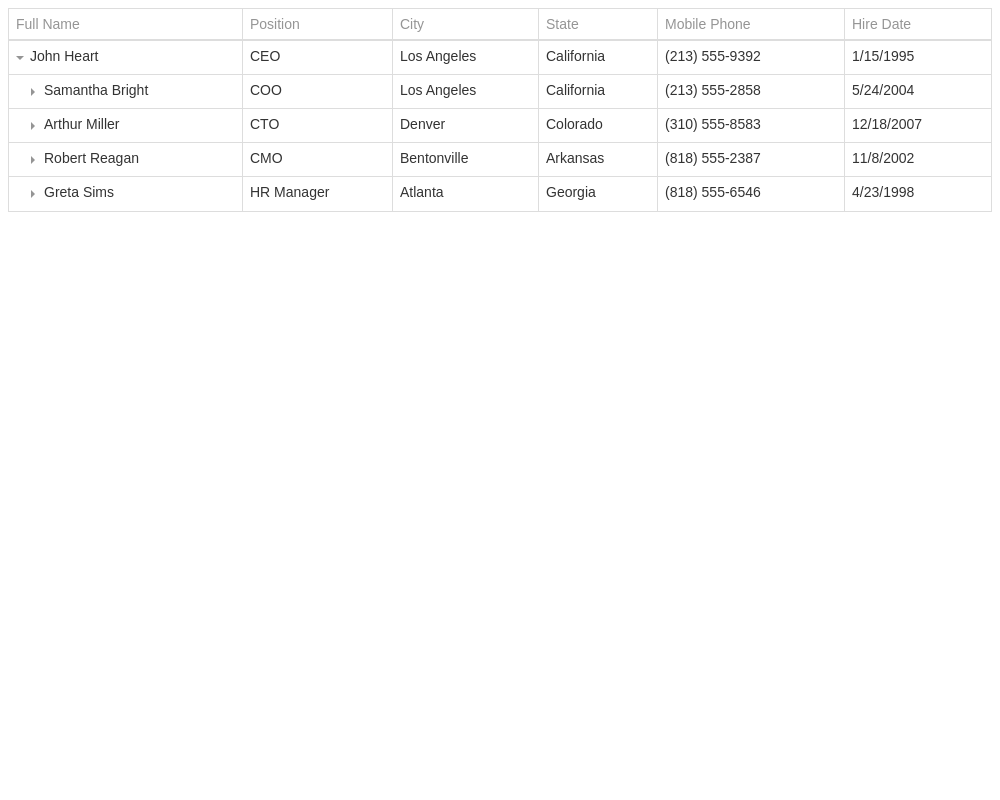 Full Name Position City State Mobile Phone Hire Date
John Heart CEO Los Angeles California (213) 555-9392 1/15/1995
Samantha Bright COO Los Angeles California (213) 555-2858 5/24/2004
Arthur Miller CTO Denver Colorado (310) 555-8583 12/18/2007
Robert Reagan CMO Bentonville Arkansas (818) 555-2387 11/8/2002
Greta Sims HR Manager Atlanta Georgia (818) 555-6546 4/23/1998